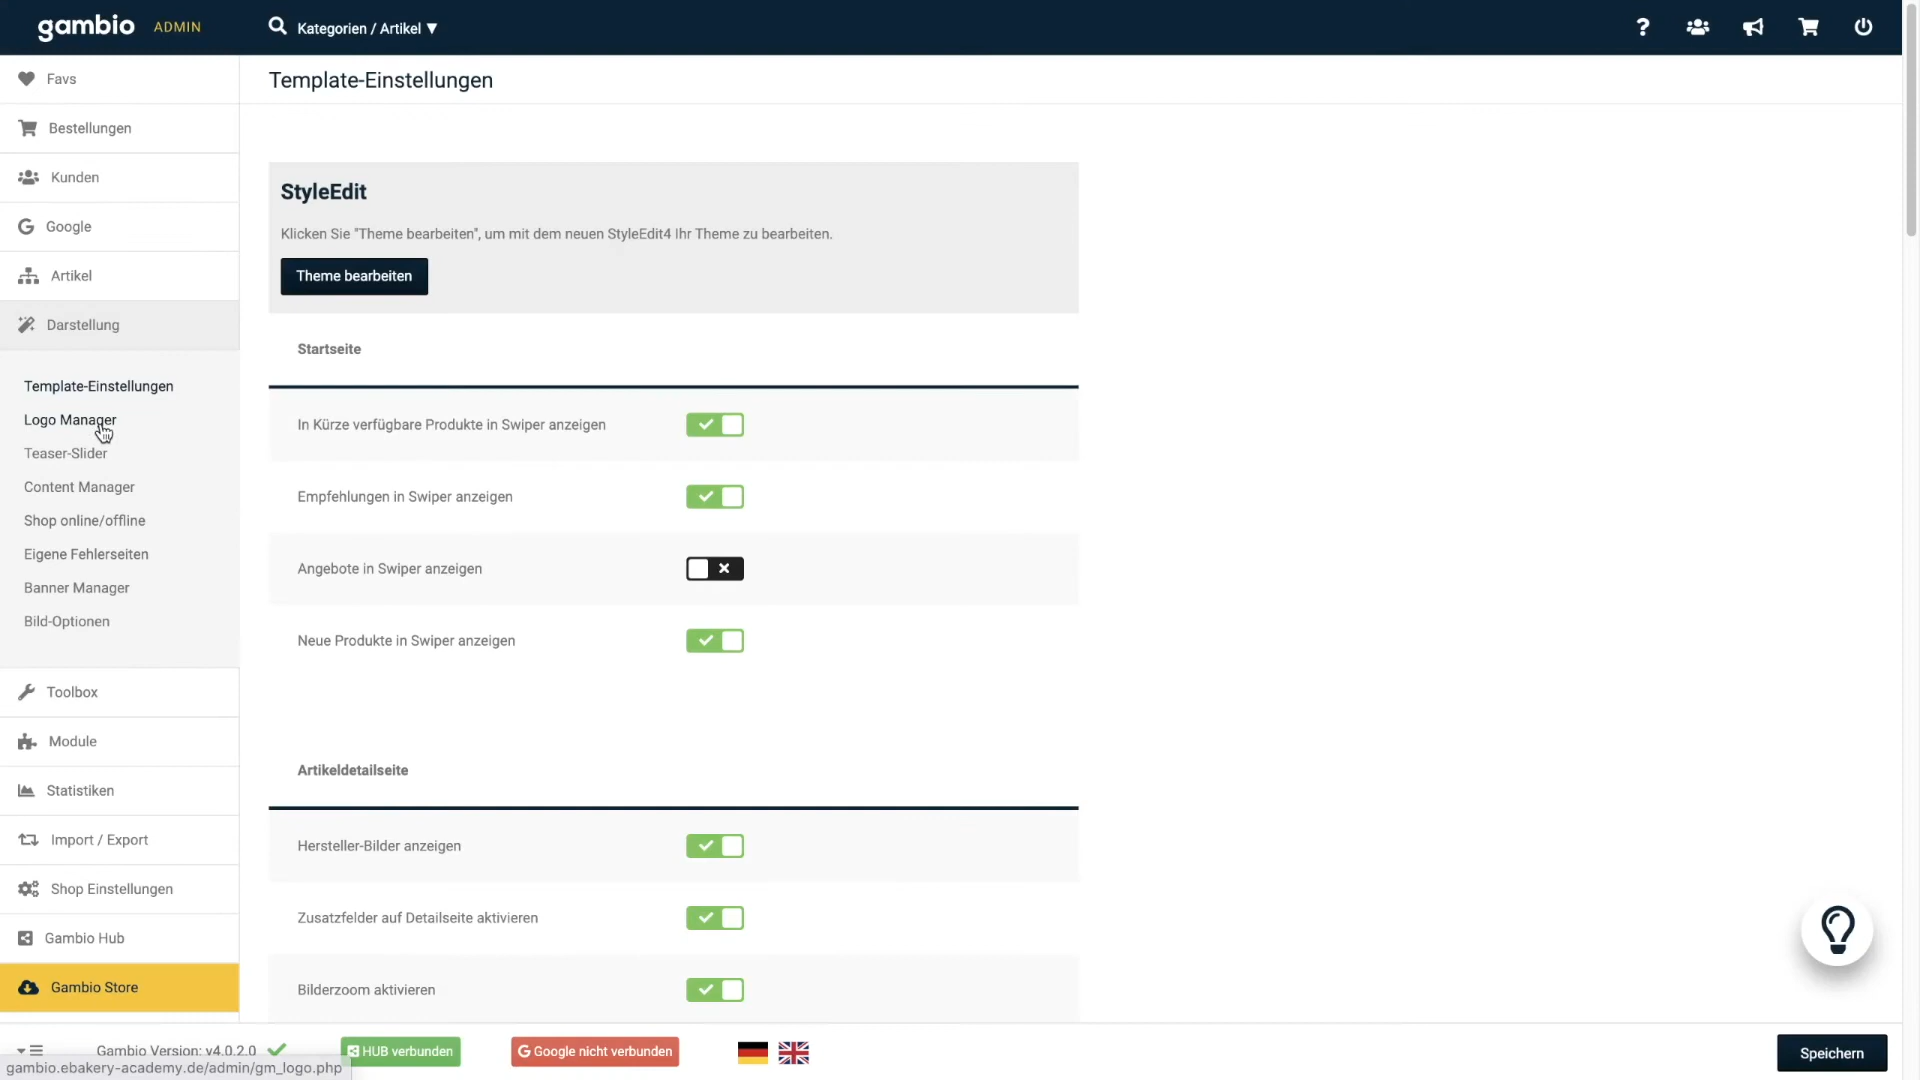 gambio ADMIN
Kategorien / Artikel ▼
Favs
Bestellungen
Kunden
Google
Artikel
Darstellung
Template-Einstellungen
Logo Manager
Teaser-Slider
Content Manager
Shop online/offline
Eigene Fehlerseiten
Banner Manager
Bild-Optionen
Toolbox
Module
Statistiken
Import / Export
Shop Einstellungen
Gambio Hub
Gambio Store
Template-Einstellungen
StyleEdit
Klicken Sie "Theme bearbeiten", um mit dem neuen StyleEdit4 Ihr Theme zu bearbeiten.
Theme bearbeiten
Startseite
In Kürze verfügbare Produkte in Swiper anzeigen
Empfehlungen in Swiper anzeigen
Angebote in Swiper anzeigen
Neue Produkte in Swiper anzeigen
Artikeldetailseite
Hersteller-Bilder anzeigen
Zusatzfelder auf Detailseite aktivieren
Bilderzoom aktivieren
Gambio Version: v4.0.2.0
HUB verbunden
Google nicht verbunden
Speichern
gambio.ebakery-academy.de/admin/gm_logo.php